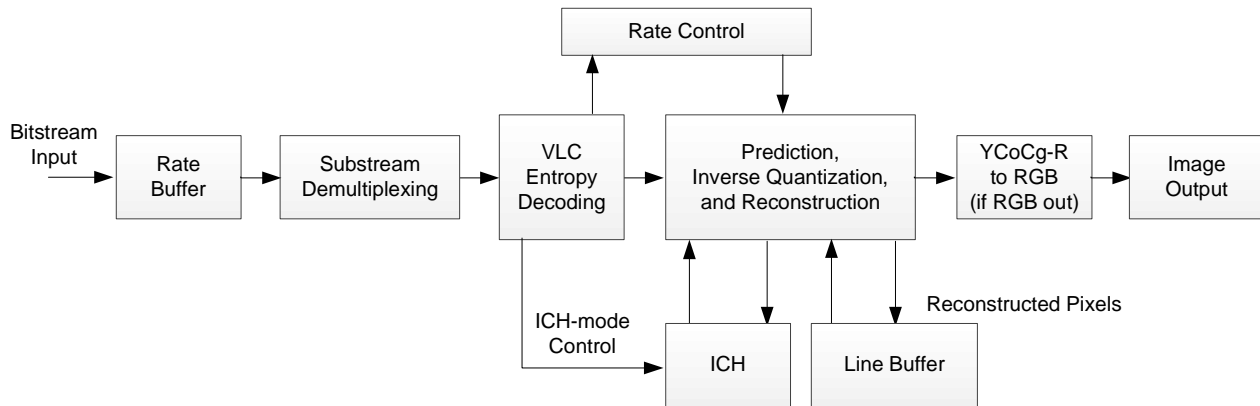 Rate Control
Bitstream
Input
Rate
Buffer
Substream
Demultiplexing
VLC
Entropy
Decoding
Prediction,
Inverse Quantization,
and Reconstruction
YCoCg-R
to RGB
(if RGB out)
Image
Output
ICH-mode
Control
ICH
Line Buffer
Reconstructed Pixels